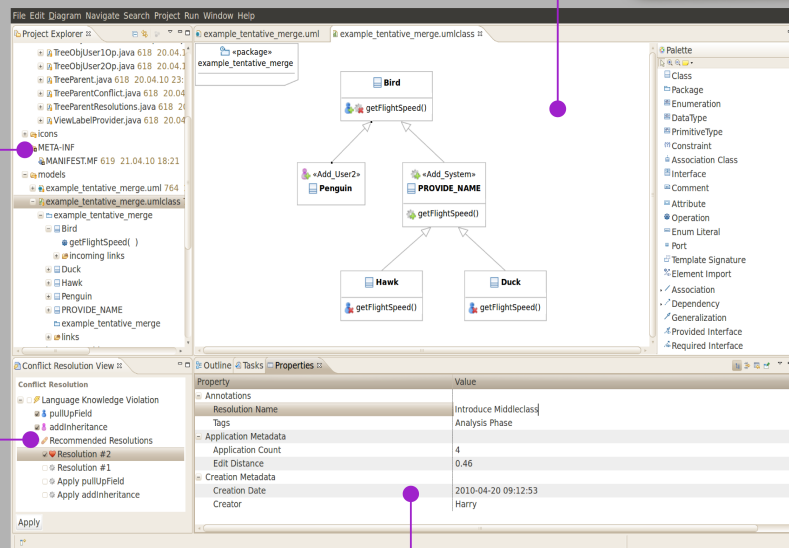 File Edit Diagram Navigate Search Project Run Window Help
Project Explorer
TreeObjUser1Op.java 618 20.04.1
TreeObjUser2Op.java 618 20.04.1
TreeParent.java 618 20.04.10 23:
TreeParentConflict.java 618 20.04
TreeParentResolutions.java 618 20
ViewLabelProvider.java 618 20.04
icons
META-INF
MANIFEST.MF 619 21.04.10 18:21
models
example_tentative_merge.uml 764
example_tentative_merge.umlclass
example_tentative_merge
Bird
getFlightSpeed( )
incoming links
Duck
Hawk
Penguin
PROVIDE_NAME
example_tentative_merge
links
example_tentative_merge.uml
example_tentative_merge.umlclass
«package»
example_tentative_merge
Bird
getFlightSpeed()
«Add_User2»
Penguin
«Add_System»
PROVIDE_NAME
getFlightSpeed()
Hawk
getFlightSpeed()
Duck
getFlightSpeed()
Palette
Class
Package
Enumeration
DataType
PrimitiveType
Constraint
Association Class
Interface
Comment
Attribute
Operation
Enum Literal
Port
Template Signature
Element Import
Association
Dependency
Generalization
Provided Interface
Required Interface
Conflict Resolution View
Conflict Resolution
Language Knowledge Violation
pullUpField
addInheritance
Recommended Resolutions
Resolution #2
Resolution #1
Apply pullUpField
Apply addInheritance
Apply
Outline Tasks Properties
Property Value
Annotations
Resolution Name Introduce Middleclass
Tags Analysis Phase
Application Metadata
Application Count 4
Edit Distance 0.46
Creation Metadata
Creation Date 2010-04-20 09:12:53
Creator Harry